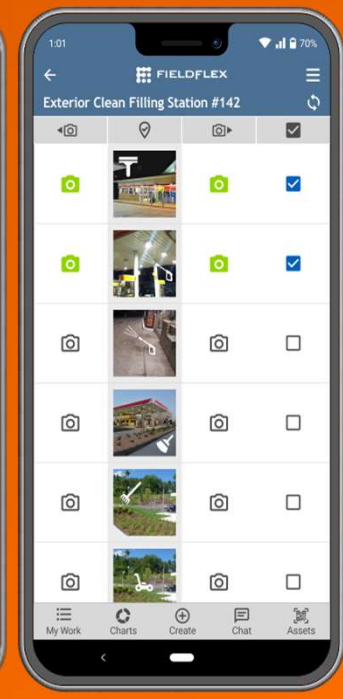 1:01
70%
FIELDFLEX
Exterior Clean Filling Station #142
My Work
Charts
Create
Chat
Assets